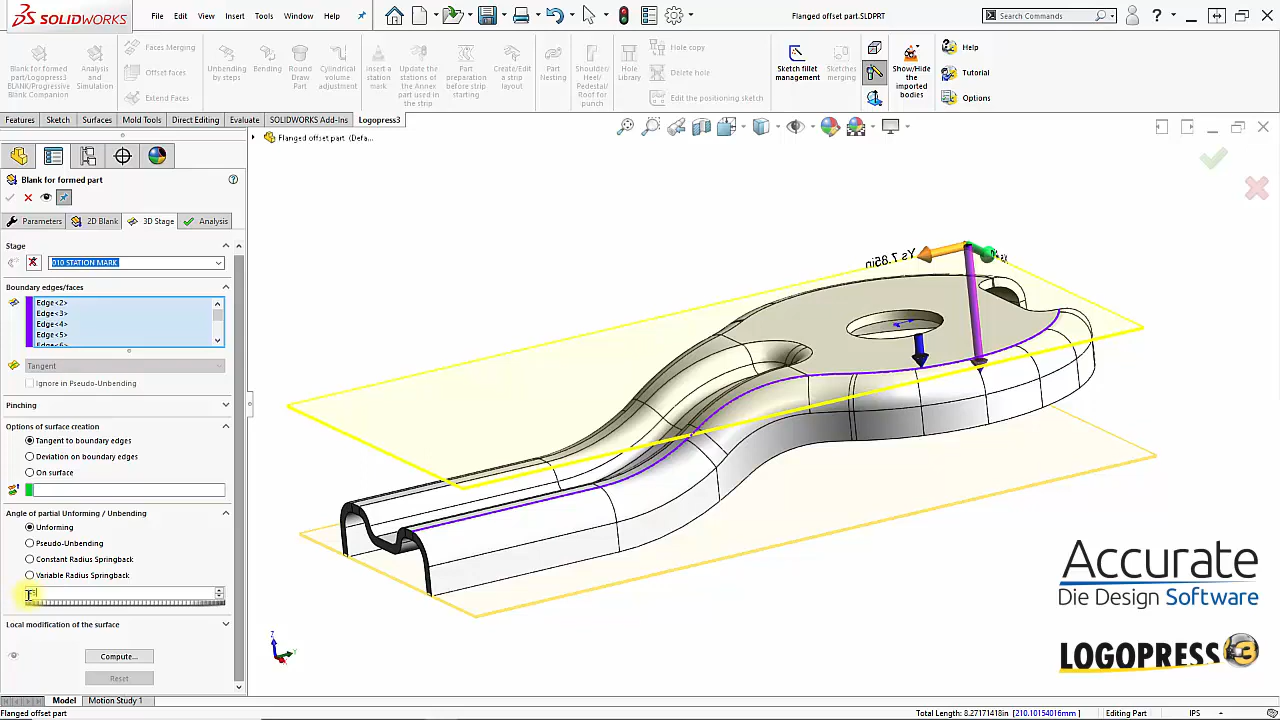 SOLIDWORKS
File Edit View Insert Tools Window Help
Flanged offset part.SLDPRT
Search Commands
?
Blank for formed part/Logopress3 BLANK/Progressive Blank Companion
Analysis and Simulation
Faces Merging
Offset faces
Extend Faces
Unbending by steps
Bending
Round Draw Part
Cylindrical volume adjustment
Create a station mark
Update the stations of the Annex part used in the strip
Part preparation before strip starting
Create/Edit a strip layout
Part Nesting
Shoulder/ Heel/ Pedestal/ Roof for punch
Hole Library
Hole copy
Delete hole
Edit the positioning sketch
Sketch fillet management
Sketches merging
Show/Hide the imported bodies
Help
Tutorial
Options
Features Sketch Surfaces Mold Tools Direct Editing Evaluate SOLIDWORKS Add-Ins Logopress3
Flanged offset part (Defa...
Blank for formed part
Parameters 2D Blank 3D Stage Analysis
Stage
010 STATION MARK
Boundary edges/faces
Edge<2>
Edge<3>
Edge<4>
Edge<5>
Edge<6>
Tangent
Ignore in Pseudo-Unbending
Pinching
Options of surface creation
Tangent to boundary edges
Deviation on boundary edges
On surface
Angle of partial Unforming / Unbending
Unforming
Pseudo-Unbending
Constant Radius Springback
Variable Radius Springback
Local modification of the surface
Compute...
Reset
Ys 7.85in
Z
Y
Accurate
Die Design Software
LOGOPRESS 3
Model Motion Study 1
Flanged offset part
Total Length: 8.27171418in [210.10154016mm]
Editing Part
IPS